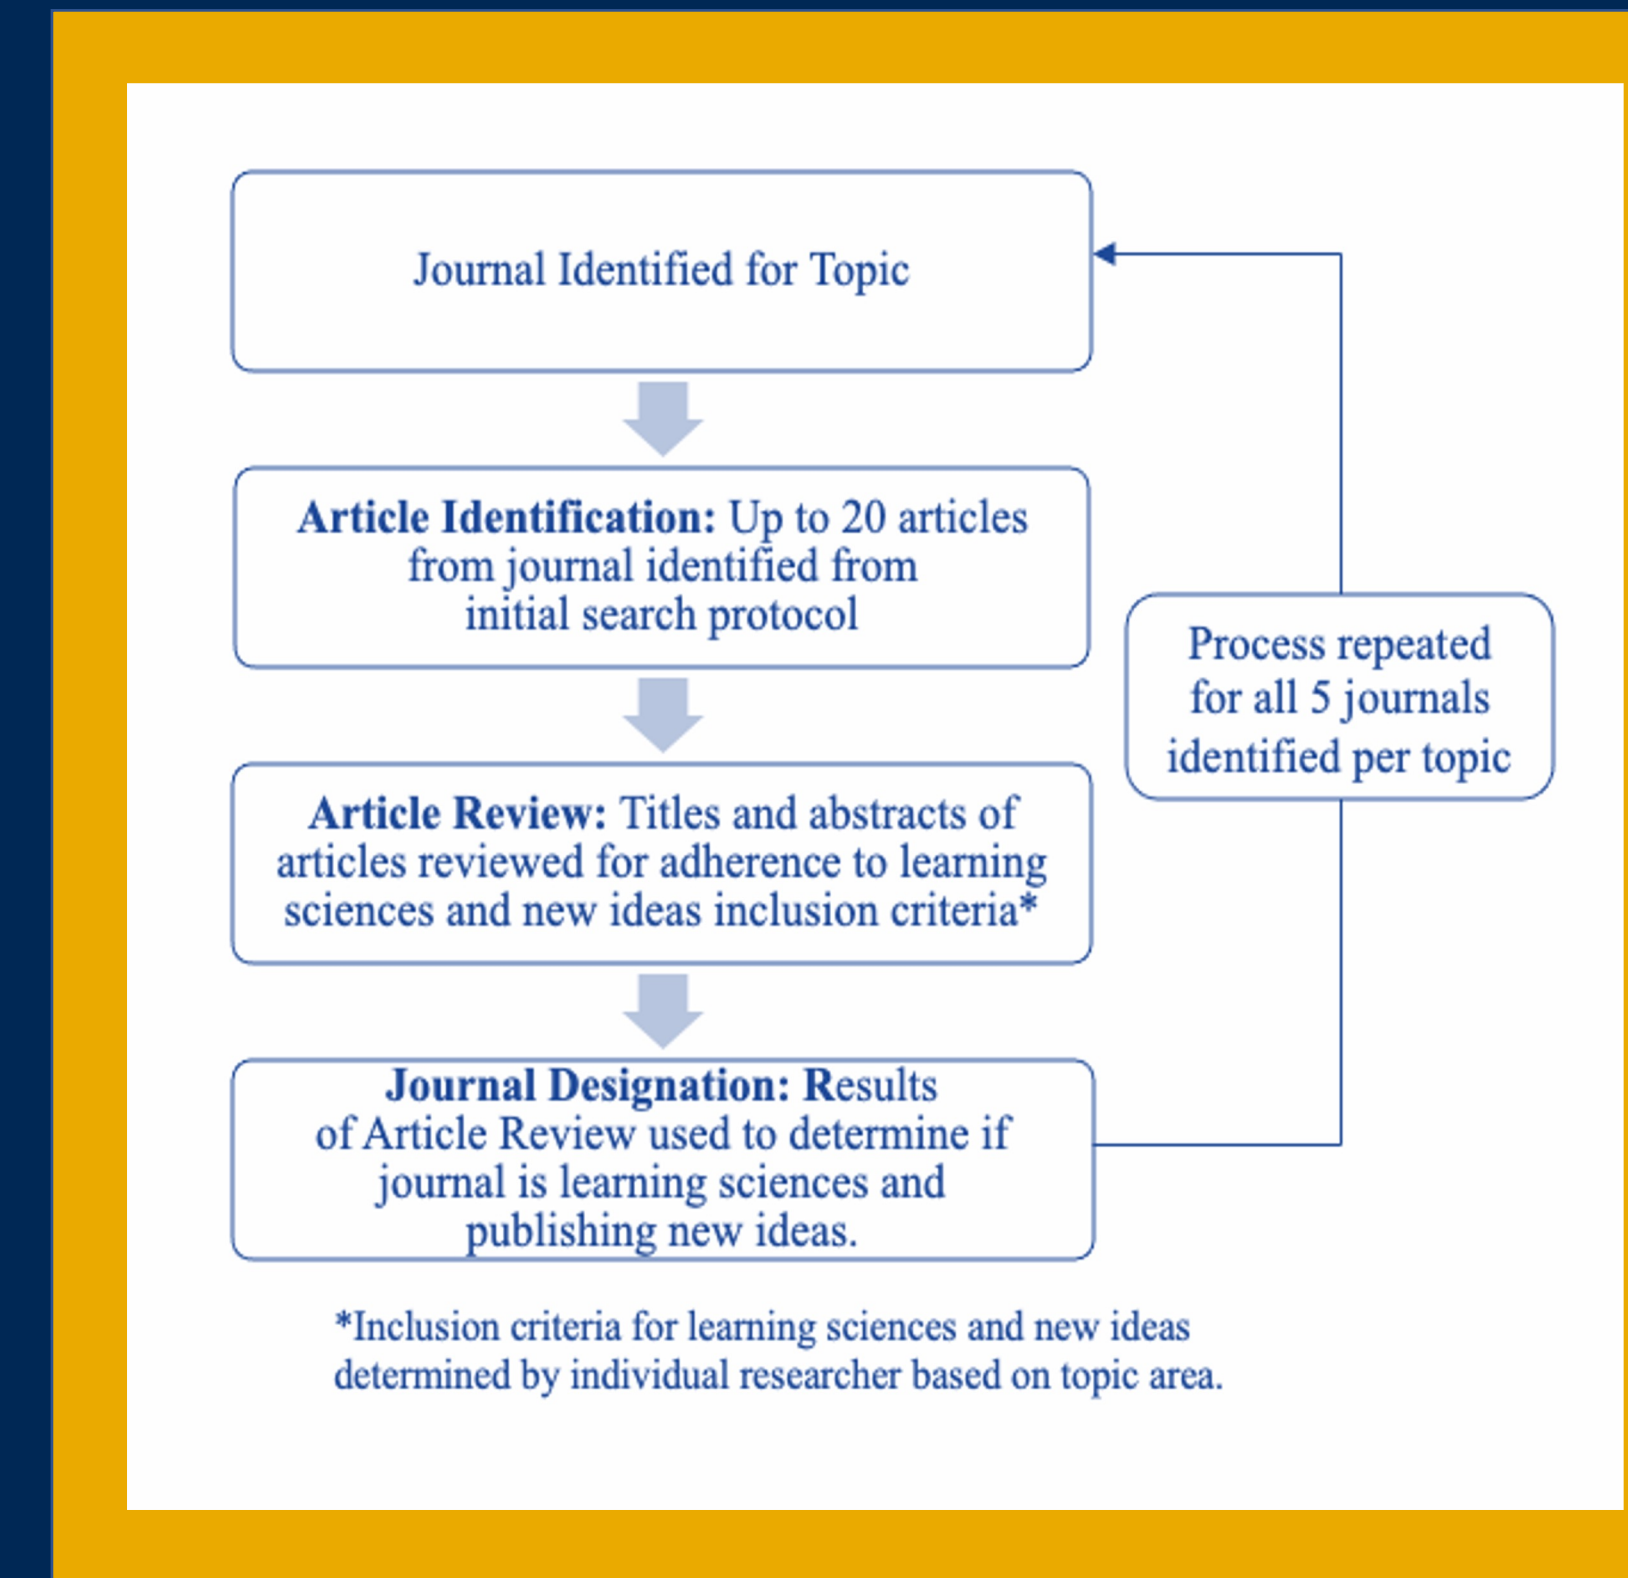 Journal Identified for Topic
Article Identification: Up to 20 articles
from journal identified from
initial search protocol
Article Review: Titles and abstracts of
articles reviewed for adherence to learning
sciences and new ideas inclusion criteria*
Journal Designation: Results
of Article Review used to determine if
journal is learning sciences and
publishing new ideas.
Process repeated
for all 5 journals
identified per topic
*Inclusion criteria for learning sciences and new ideas
determined by individual researcher based on topic area.